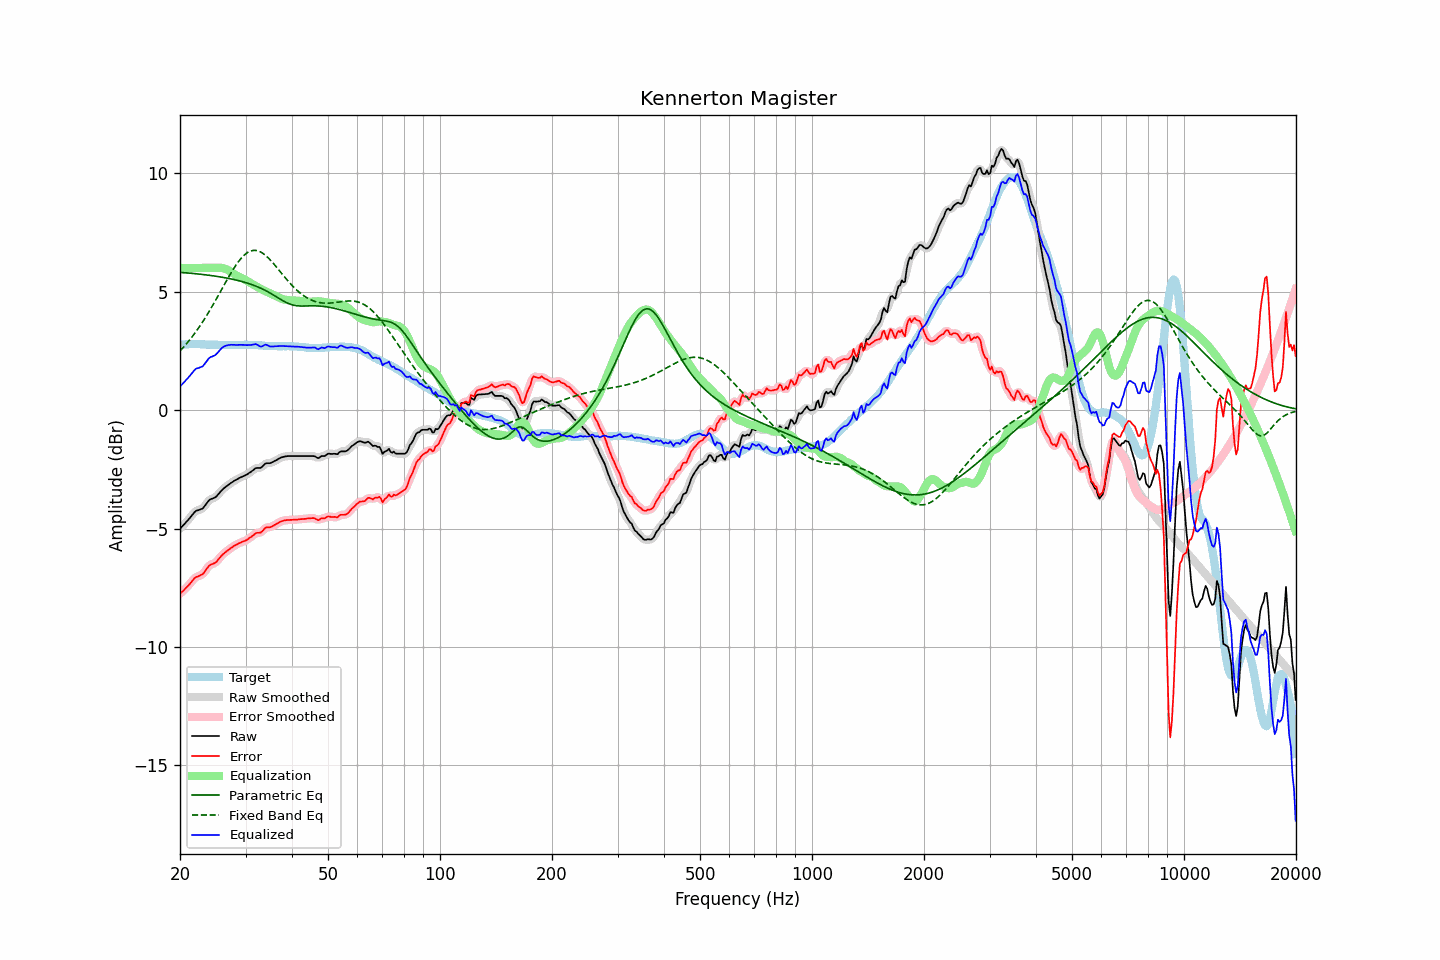 Kennerton Magister
Amplitude (dBr)
10
5
0
−5
−10
−15
Target
Raw Smoothed
Error Smoothed
Raw
Error
Equalization
Parametric Eq
Fixed Band Eq
Equalized
20 50 100 200 500 1000 2000 5000 10000 20000
Frequency (Hz)